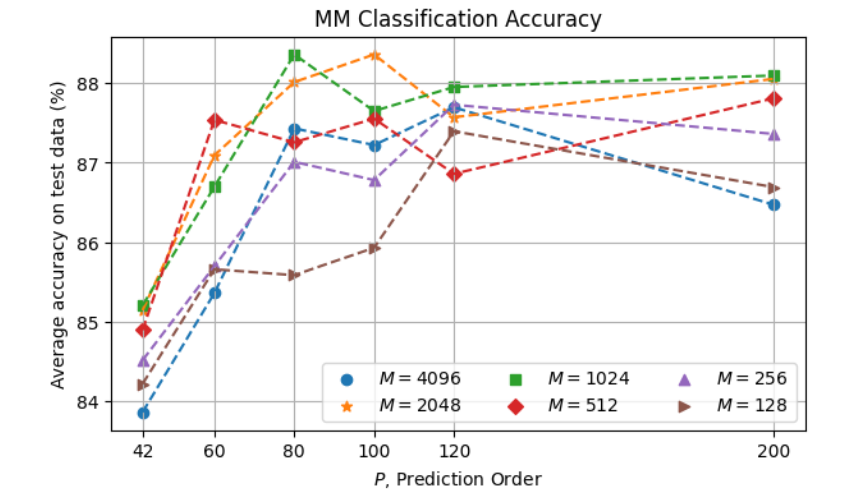 MM Classification Accuracy
Average accuracy on test data (%)
88
87
86
85
84
M = 4096 M = 1024 M = 256
M = 2048 M = 512 M = 128
42 60 80 100 120 200
P, Prediction Order